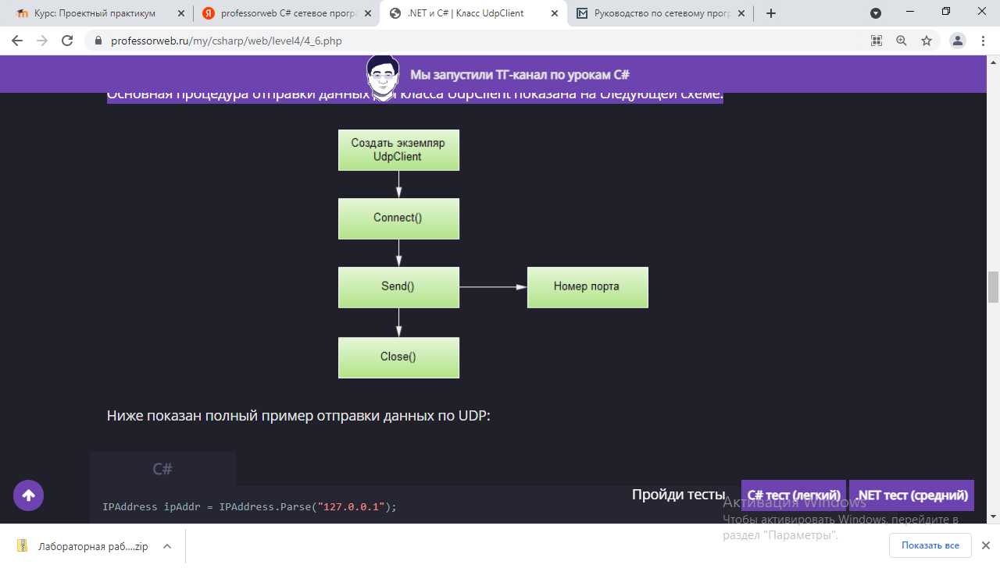 Курс: Проектный практикум
professorweb C# сетевое програ
.NET и C# | Класс UdpClient
Руководство по сетевому прогр
professorweb.ru/my/csharp/web/level4/4_6.php
Мы запустили ТГ-канал по урокам C#
Основная процедура отправки данных для класса UdpClient показана на следующей схеме:
Создать экземляр
UdpClient
Connect()
Send()
Номер порта
Close()
Ниже показан полный пример отправки данных по UDP:
C#
Пройди тесты
C# тест (легкий)
.NET тест (средний)
IPAddress ipAddr = IPAddress.Parse("127.0.0.1");
Активация Windows
Чтобы активировать Windows, перейдите в
раздел "Параметры".
Лабораторная раб....zip
Показать все